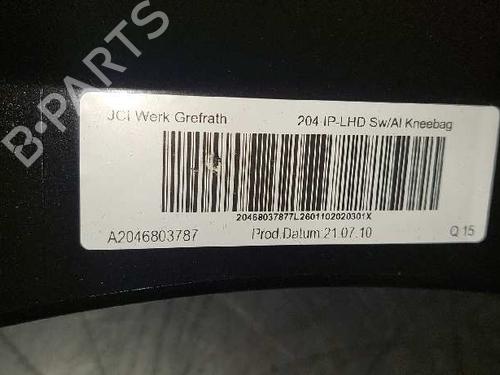 B-PARTS
JCI Werk Grefrath 204 IP-LHD Sw/Al Kneebag
20468037877L2601102020301X
A2046803787 Prod.Datum:21.07.10 Q 15